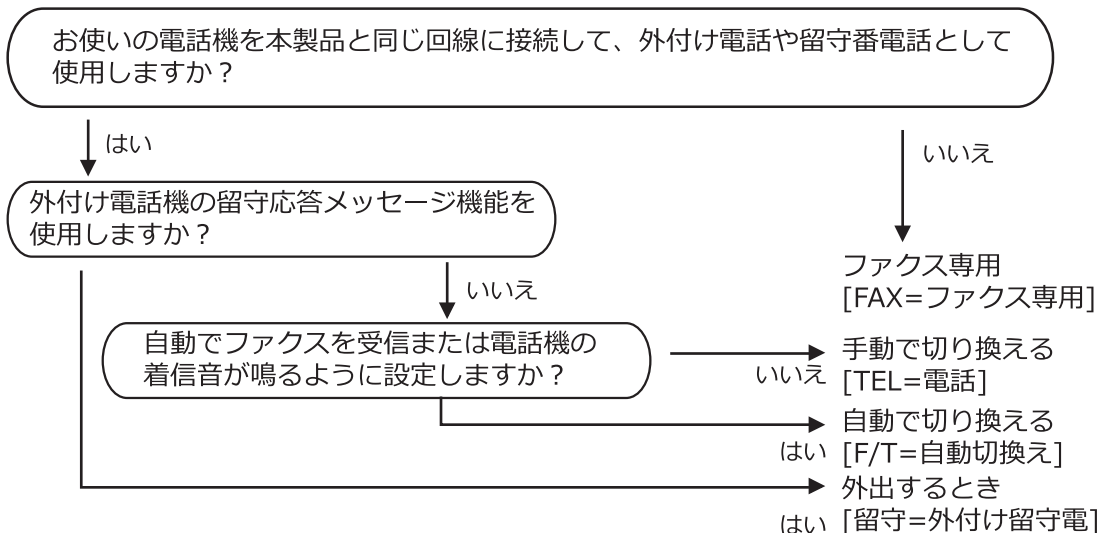 お使いの電話機を本製品と同じ回線に接続して、外付け電話や留守番電話として
使用しますか？
はい
いいえ
外付け電話機の留守応答メッセージ機能を
使用しますか？
ファクス専用
[FAX=ファクス専用]
いいえ
自動でファクスを受信または電話機の
着信音が鳴るように設定しますか？
いいえ
手動で切り換える
[TEL=電話]
はい
自動で切り換える
[F/T=自動切換え]
はい
外出するとき
[留守=外付け留守電]